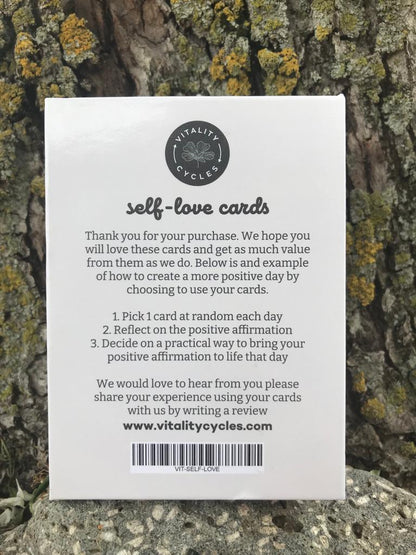 VITALITY
CYCLES
self-love cards
Thank you for your purchase. We hope you
will love these cards and get as much value
from them as we do. Below is and example
of how to create a more positive day by
choosing to use your cards.
1. Pick 1 card at random each day
2. Reflect on the positive affirmation
3. Decide on a practical way to bring your
positive affirmation to life that day
We would love to hear from you please
share your experience using your cards
with us by writing a review
www.vitalitycycles.com
VIT-SELF-LOVE